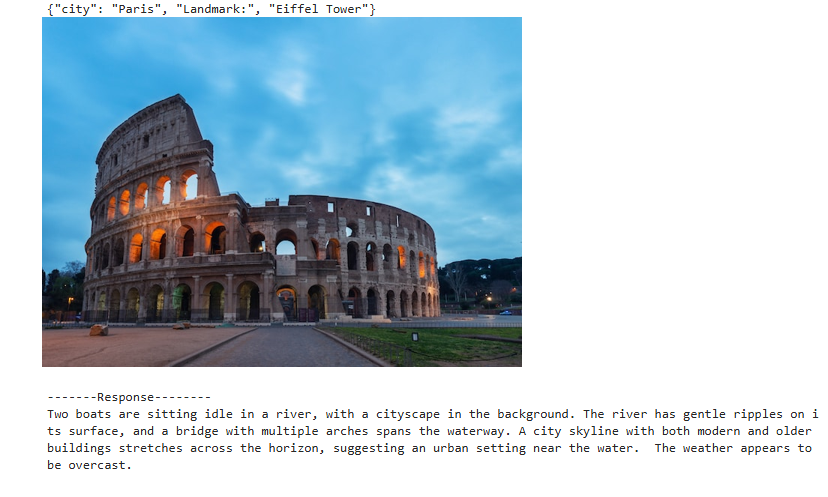 {"city": "Paris", "Landmark:", "Eiffel Tower"}
-------Response--------
Two boats are sitting idle in a river, with a cityscape in the background. The river has gentle ripples on i
ts surface, and a bridge with multiple arches spans the waterway. A city skyline with both modern and older
buildings stretches across the horizon, suggesting an urban setting near the water.  The weather appears to
be overcast.